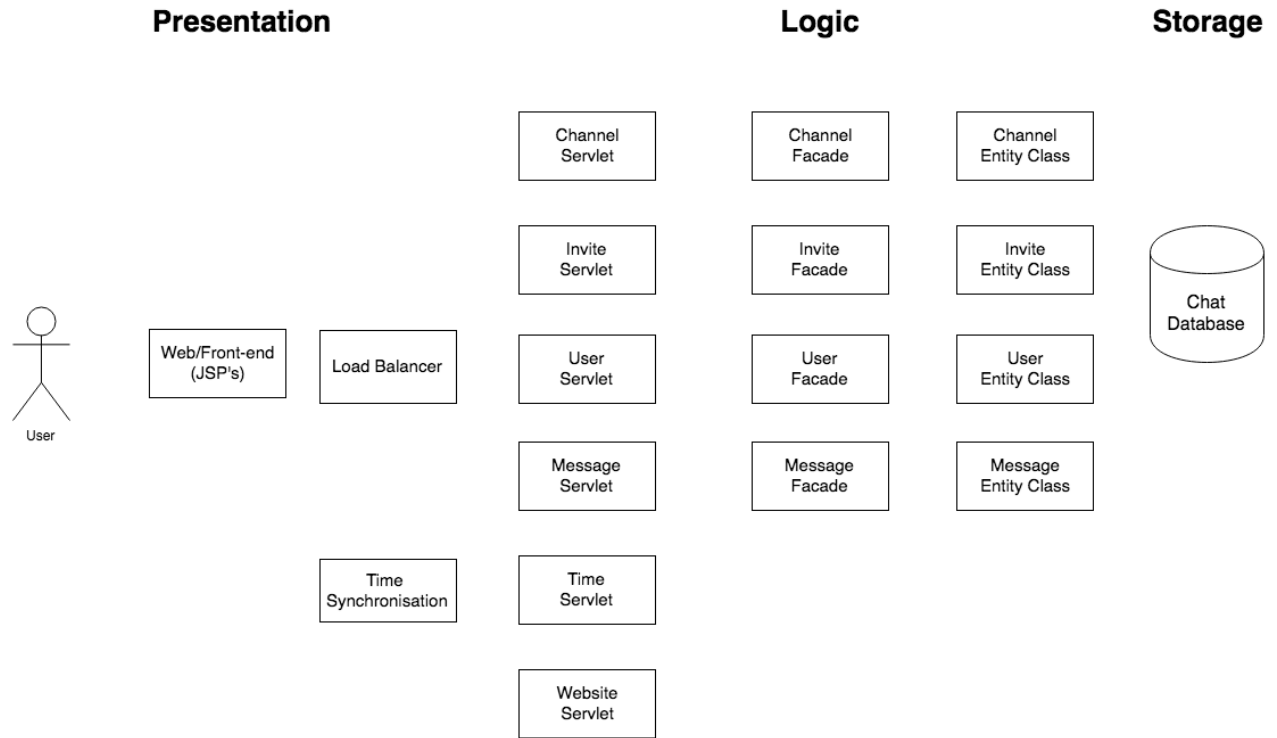 Presentation
Logic
Storage
Channel
Servlet
Channel
Facade
Channel
Entity Class
Invite
Servlet
Invite
Facade
Invite
Entity Class
Chat
Database
User
Web/Front-end
(JSP's)
Load Balancer
User
Servlet
User
Facade
User
Entity Class
Message
Servlet
Message
Facade
Message
Entity Class
Time
Synchronisation
Time
Servlet
Website
Servlet